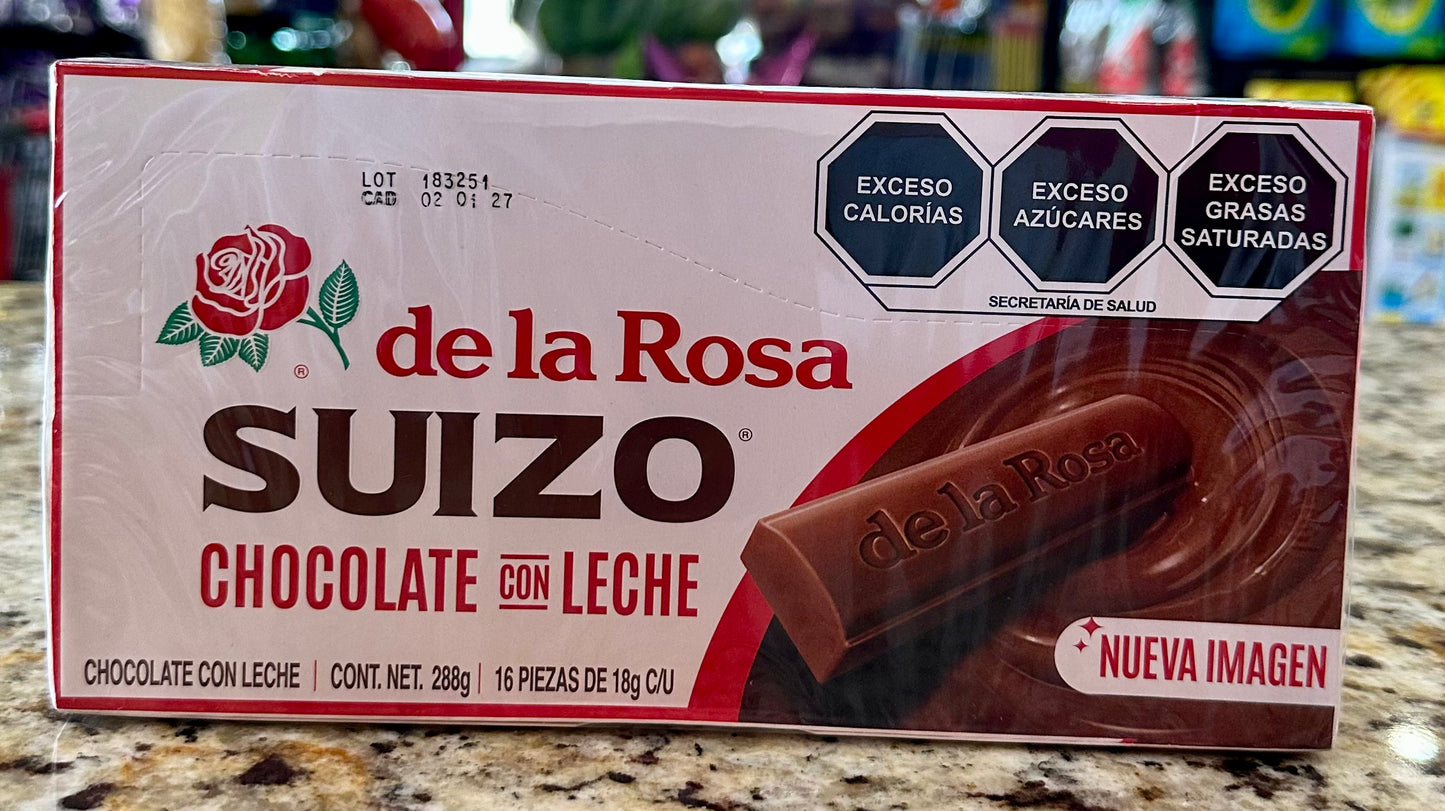 LOT 183251
CAD 02 01 27
EXCESO
CALORÍAS
EXCESO
AZÚCARES
EXCESO
GRASAS
SATURADAS
SECRETARÍA DE SALUD
®
de la Rosa
SUIZO®
CHOCOLATE CON LECHE
de la Rosa
NUEVA IMAGEN
CHOCOLATE CON LECHE | CONT. NET. 288g | 16 PIEZAS DE 18g C/U